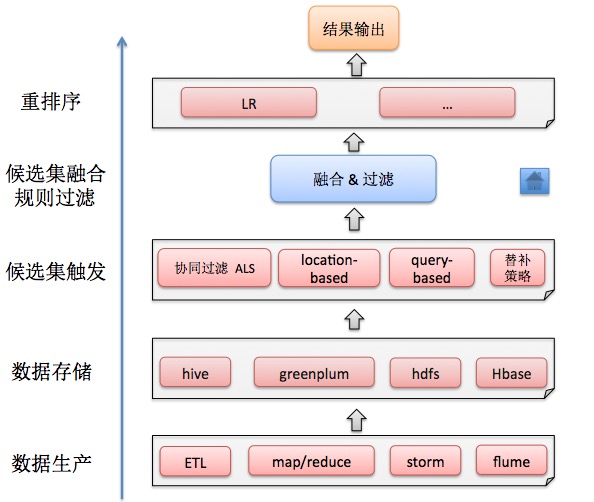 结果输出
重排序
LR
...
候选集融合
规则过滤
融合 & 过滤
候选集触发
协同过滤 ALS
location-
based
query-
based
替补
策略
数据存储
hive
greenplum
hdfs
Hbase
数据生产
ETL
map/reduce
storm
flume